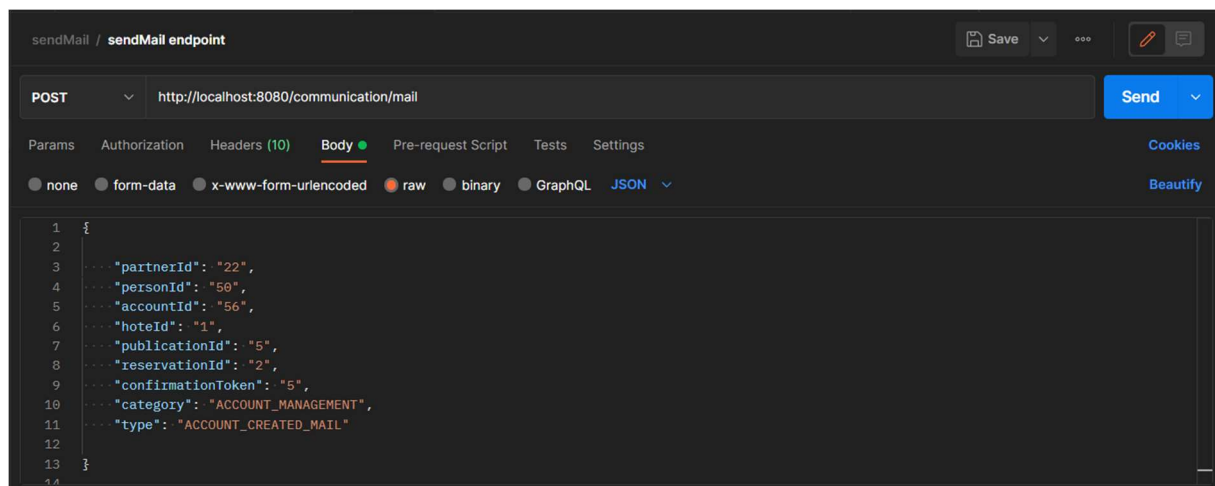 sendMail / sendMail endpoint
Save
POST http://localhost:8080/communication/mail Send
Params Authorization Headers (10) Body Pre-request Script Tests Settings Cookies
none form-data x-www-form-urlencoded raw binary GraphQL JSON Beautify
1 {
2
3 "partnerId": "22",
4 "personId": "50",
5 "accountId": "56",
6 "hoteId": "1",
7 "publicationId": "5",
8 "reservationId": "2",
9 "confirmationToken": "5",
10 "category": "ACCOUNT_MANAGEMENT",
11 "type": "ACCOUNT_CREATED_MAIL"
12
13 }
14